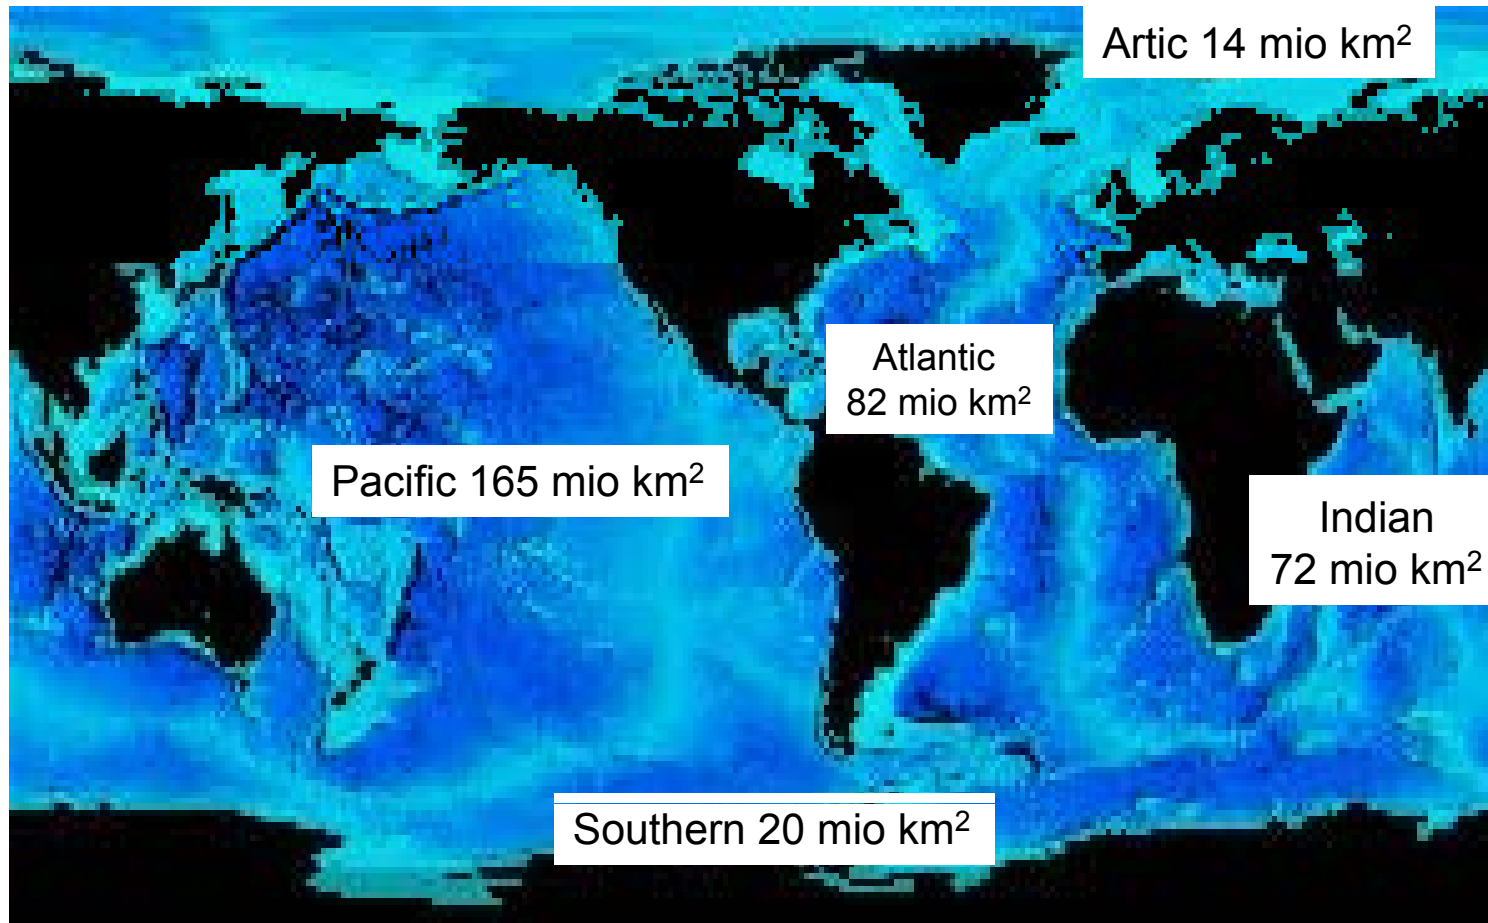 Artic 14 mio km²
Atlantic
82 mio km²
Pacific 165 mio km²
Indian
72 mio km²
Southern 20 mio km²